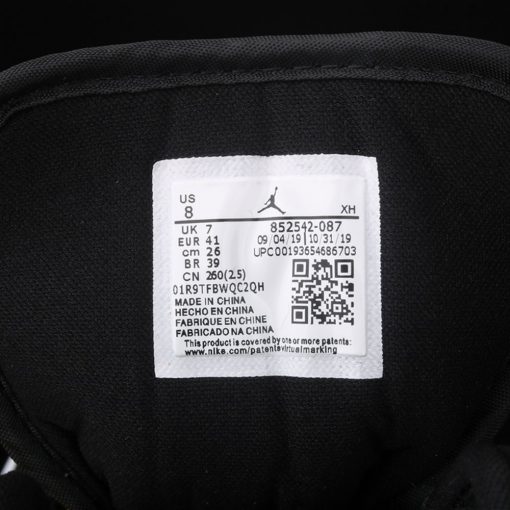 US
8
XH
UK 7
852542-087
EUR 41
09/04/19 | 10/31/19
cm 26
UPC00193654686703
BR 39
CN 260(2.5)
01R9TFBWQC2QH
MADE IN CHINA
HECHO EN CHINA
FABRIQUE EN CHINE
FABRICADO NA CHINA
This product is covered by one or more patents:
www.nike.com/patentsvirtualmarking